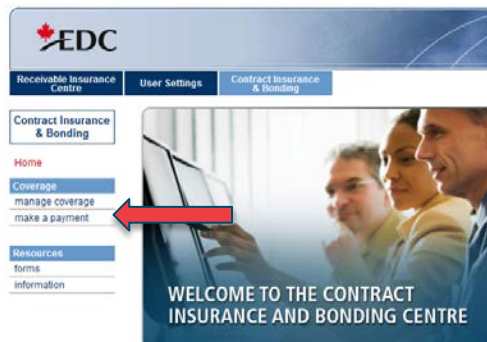 EDC
Receivable Insurance
Centre
User Settings
Contract Insurance
& Bonding
Contract Insurance
& Bonding
Home
Coverage
manage coverage
make a payment
Resources
forms
information
WELCOME TO THE CONTRACT
INSURANCE AND BONDING CENTRE